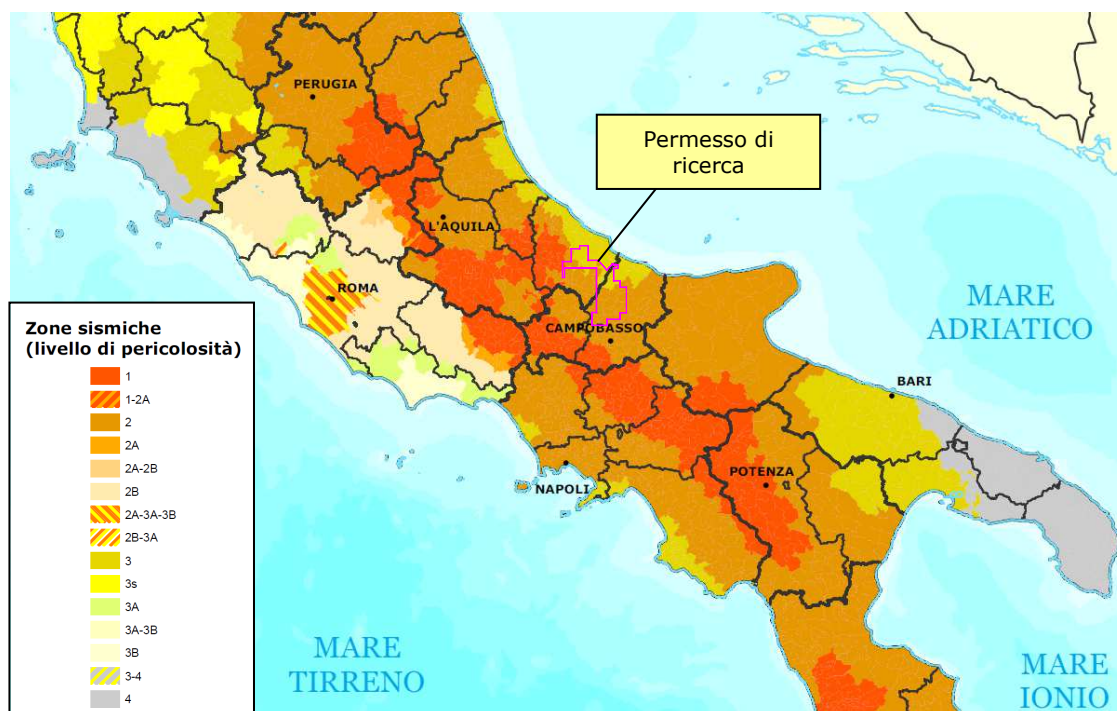 PERUGIA
Permesso di
ricerca
L'AQUILA
ROMA
MARE
ADRIATICO
CAMPOBASSO
BARI
POTENZA
NAPOLI
MARE
TIRRENO
MARE
IONIO
Zone sismiche
(livello di pericolosità)
1
1-2A
2
2A
2A-2B
2B
2A-3A-3B
2B-3A
3
3s
3A
3A-3B
3B
3-4
4